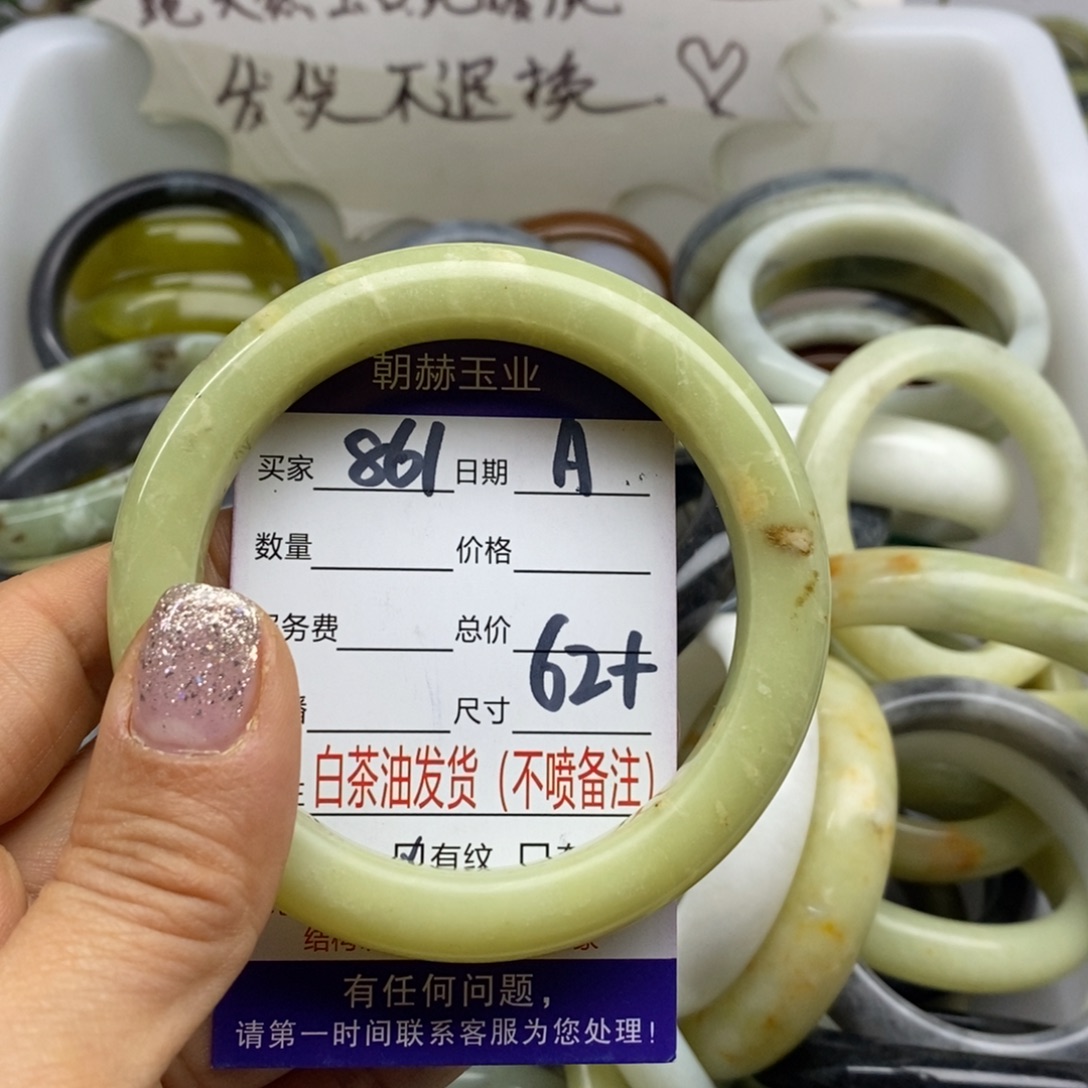 发货不退换
朝赫玉业
买家 861 日期 A
数量 价格
务费 总价
62+
尺寸
白茶油发货（不喷备注）
有纹
有任何问题，
请第一时间联系客服为您处理！